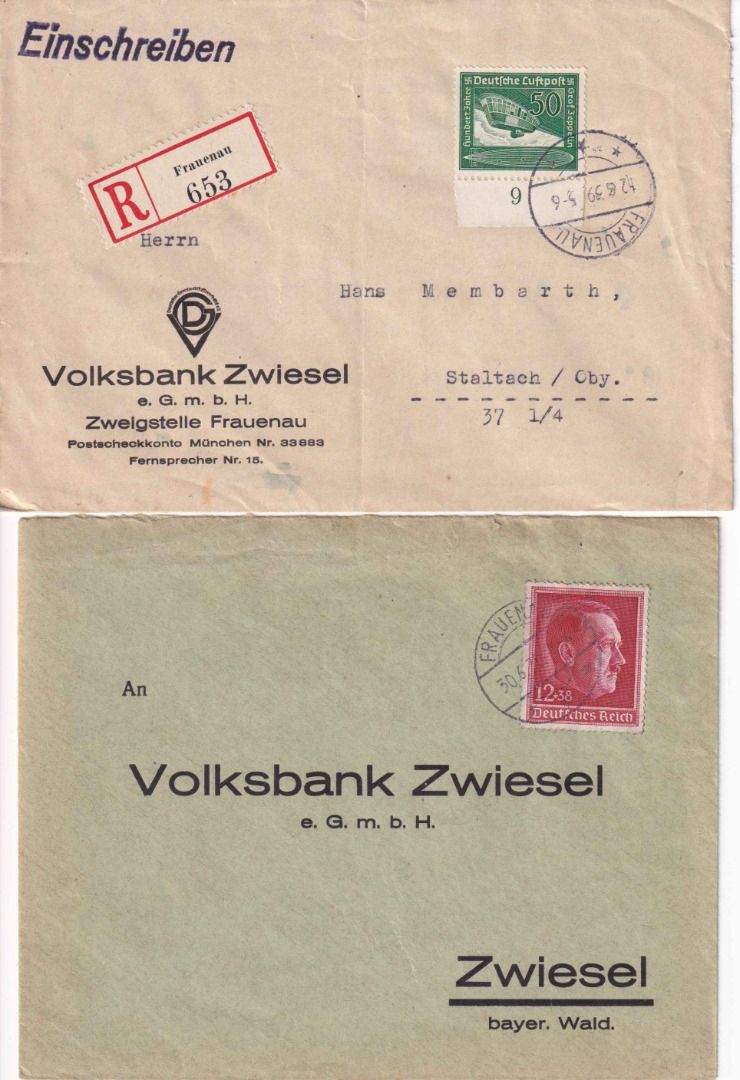 Einschreiben
Deutsche Luftpost
Hundert Jahre
50
Graf Zeppelin
9
FRAUENAU
12.6.39. 5-6
R
Frauenau
653
Herrn
Hans Membarth,
DG
Volksbank Zwiesel
e. G. m. b. H.
Zweigstelle Frauenau
Postscheckkonto München Nr. 33883
Fernsprecher Nr. 15.
Staltach / Oby.
37 1/4
FRAUEN
30.6.
12+38
Deutsches Reich
An
Volksbank Zwiesel
e. G. m. b. H.
Zwiesel
bayer. Wald.